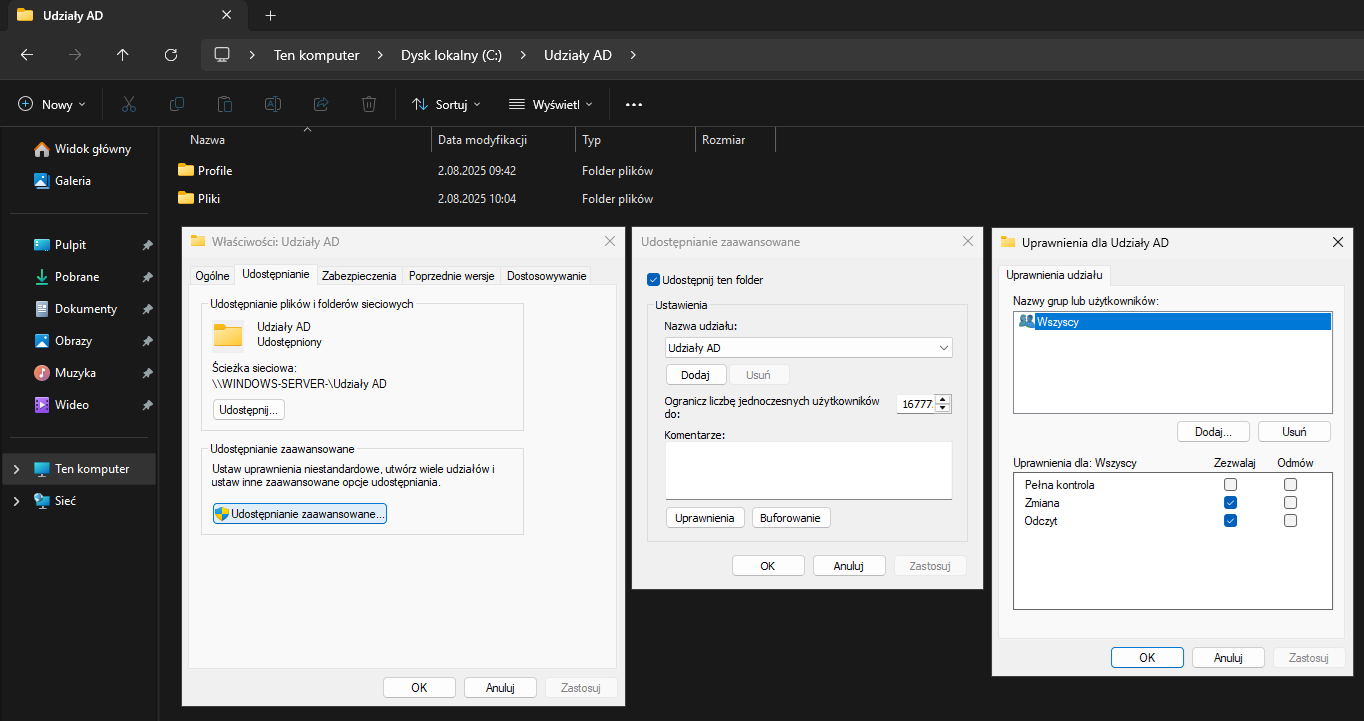 Udziały AD
Ten komputer
Dysk lokalny (C:)
Udziały AD
Nowy
Sortuj
Wyświetl
Widok główny
Galeria
Pulpit
Pobrane
Dokumenty
Obrazy
Muzyka
Wideo
Ten komputer
Sieć
Nazwa
Data modyfikacji
Typ
Rozmiar
Profile
2.08.2025 09:42
Folder plików
Pliki
2.08.2025 10:04
Folder plików
Właściwości: Udziały AD
Ogólne
Udostępnianie
Zabezpieczenia
Poprzednie wersje
Dostosowywanie
Udostępnianie plików i folderów sieciowych
Udziały AD
Udostępniony
Ścieżka sieciowa:
\\WINDOWS-SERVER-\Udziały AD
Udostępnij...
Udostępnianie zaawansowane
Ustaw uprawnienia niestandardowe, utwórz wiele udziałów i
ustaw inne zaawansowane opcje udostępniania.
Udostępnianie zaawansowane...
OK
Anuluj
Zastosuj
Udostępnianie zaawansowane
Udostępnij ten folder
Ustawienia
Nazwa udziału:
Udziały AD
Dodaj
Usuń
Ogranicz liczbę jednoczesnych użytkowników
do:
16777
Komentarze:
Uprawnienia
Buforowanie
OK
Anuluj
Zastosuj
Uprawnienia dla Udziały AD
Uprawnienia udziału
Nazwy grup lub użytkowników:
Wszyscy
Dodaj...
Usuń
Uprawnienia dla: Wszyscy
Zezwalaj
Odmów
Pełna kontrola
Zmiana
Odczyt
OK
Anuluj
Zastosuj